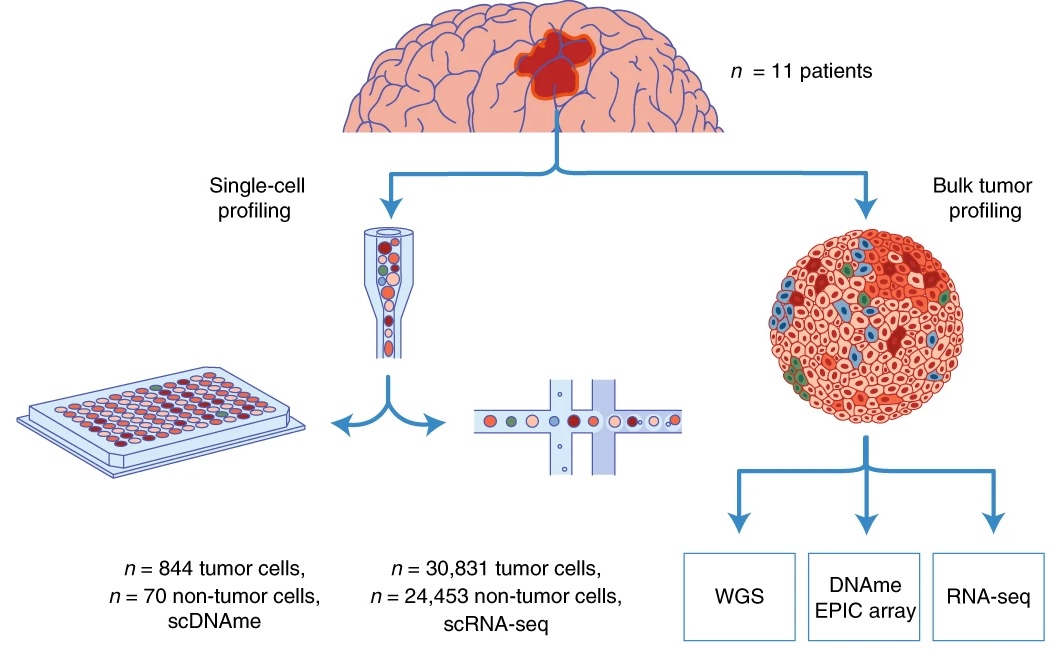 n = 11 patients
Single-cell
profiling
Bulk tumor
profiling
n = 844 tumor cells,
n = 70 non-tumor cells,
scDNAme
n = 30,831 tumor cells,
n = 24,453 non-tumor cells,
scRNA-seq
WGS
DNAme
EPIC array
RNA-seq